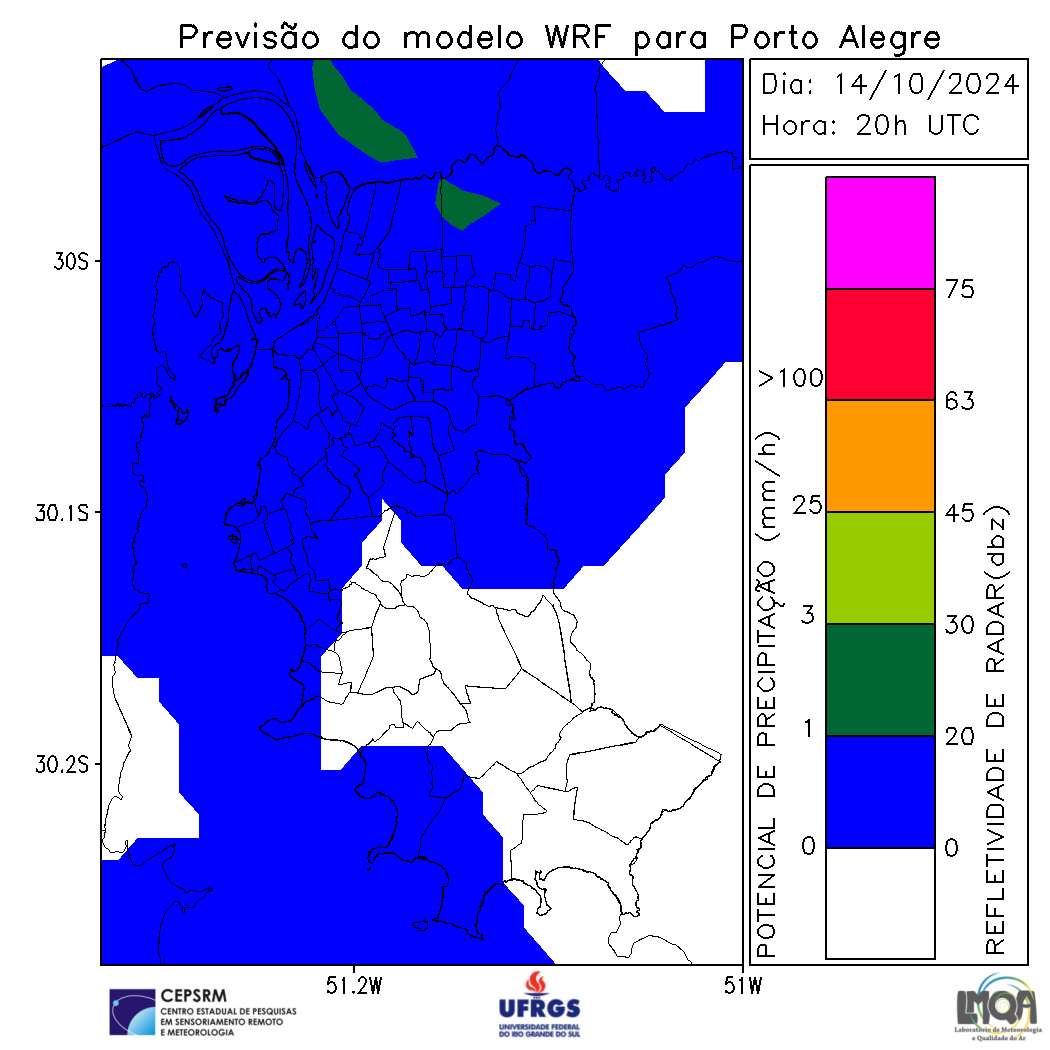 Previsão do modelo WRF para Porto Alegre
Dia: 14/10/2024
Hora: 20h UTC
30S
30.1S
30.2S
51.2W
51W
POTENCIAL DE PRECIPITAÇÃO (mm/h)
>100
25
3
1
0
75
63
45
30
20
0
REFLETIVIDADE DE RADAR(dbz)
CEPSRM
CENTRO ESTADUAL DE PESQUISAS
EM SENSORIAMENTO REMOTO
E METEOROLOGIA
UFRGS
UNIVERSIDADE FEDERAL
DO RIO GRANDE DO SUL
LMQA
Laboratório de Meteorologia
e Qualidade do Ar